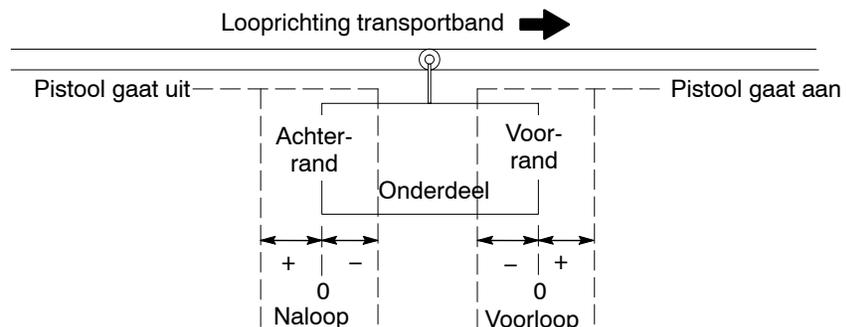 Looprichting transportband
Pistool gaat uit
Pistool gaat aan
Achter-
rand
Voor-
rand
Onderdeel
+ −
− +
0
0
Naloop
Voorloop